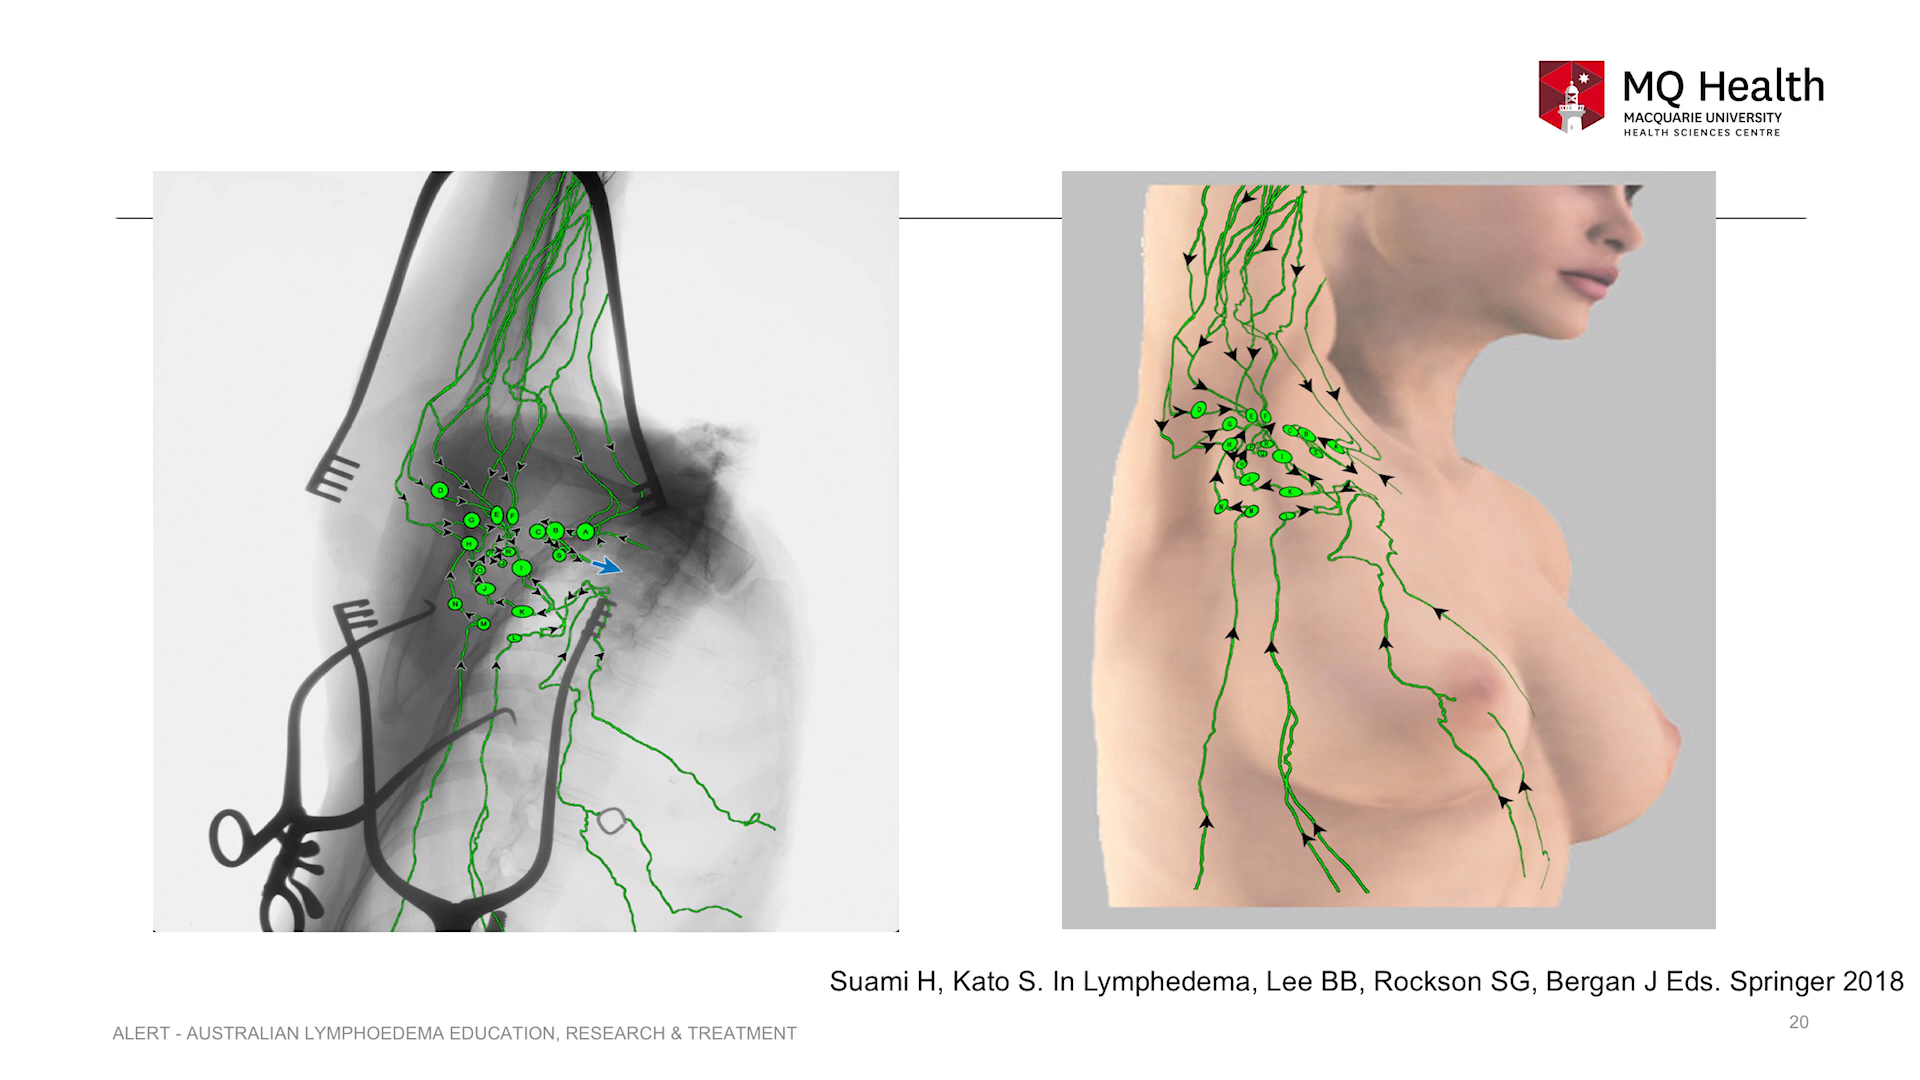 MQ Health
MACQUARIE UNIVERSITY
HEALTH SCIENCES CENTRE
D
G
E
F
H
C
B
A
R
S
I
J
N
K
M
L
D
E
F
G
H
C
B
I
J
K
N
M
Suami H, Kato S. In Lymphedema, Lee BB, Rockson SG, Bergan J Eds. Springer 2018
20
ALERT - AUSTRALIAN LYMPHOEDEMA EDUCATION, RESEARCH & TREATMENT